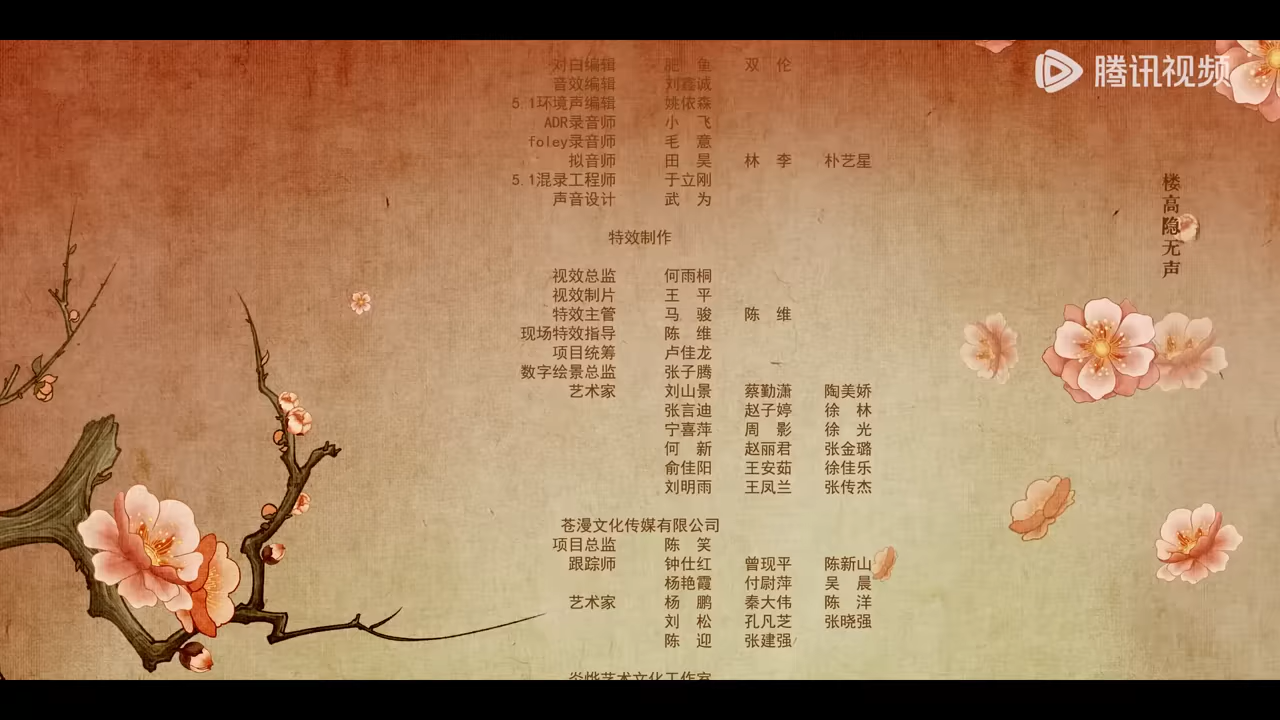 腾讯视频
对白编辑 肥 鱼 双 伦
音效编辑 刘鑫诚
5.1环境声编辑 姚依森
ADR录音师 小 飞
foley录音师 毛 意
拟音师 田 昊 林 李 朴艺星
5.1混录工程师 于立刚
声音设计 武 为
特效制作
视效总监 何雨桐
视效制片 王 平
特效主管 马 骏 陈 维
现场特效指导 陈 维
项目统筹 卢佳龙
数字绘景总监 张子腾
艺术家 刘山景 蔡勤潇 陶美娇
张言迪 赵子婷 徐 林
宁喜萍 周 影 徐 光
何 新 赵丽君 张金璐
俞佳阳 王安茹 徐佳乐
刘明雨 王凤兰 张传杰
苍漫文化传媒有限公司
项目总监 陈 笑
跟踪师 钟仕红 曾现平 陈新山
杨艳霞 付尉萍 吴 晨
艺术家 杨 鹏 秦大伟 陈 洋
刘 松 孔凡芝 张晓强
陈 迎 张建强
焱烨艺术文化工作室
楼高隐无声